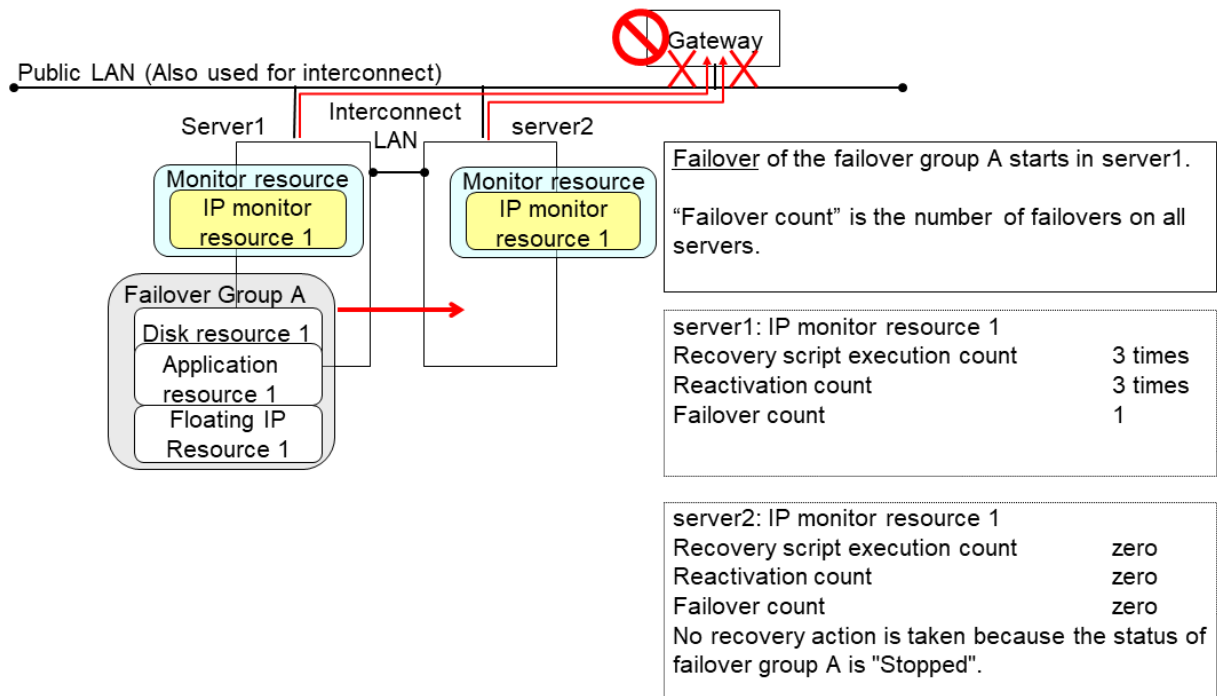 Gateway
Public LAN (Also used for interconnect)
Interconnect
LAN
Server1
server2
Monitor resource
IP monitor
resource 1
Monitor resource
IP monitor
resource 1
Failover Group A
Disk resource 1
Application
resource 1
Floating IP
Resource 1
Failover of the failover group A starts in server1.
“Failover count” is the number of failovers on all
servers.
server1: IP monitor resource 1
Recovery script execution count 3 times
Reactivation count 3 times
Failover count 1
server2: IP monitor resource 1
Recovery script execution count zero
Reactivation count zero
Failover count zero
No recovery action is taken because the status of
failover group A is "Stopped".